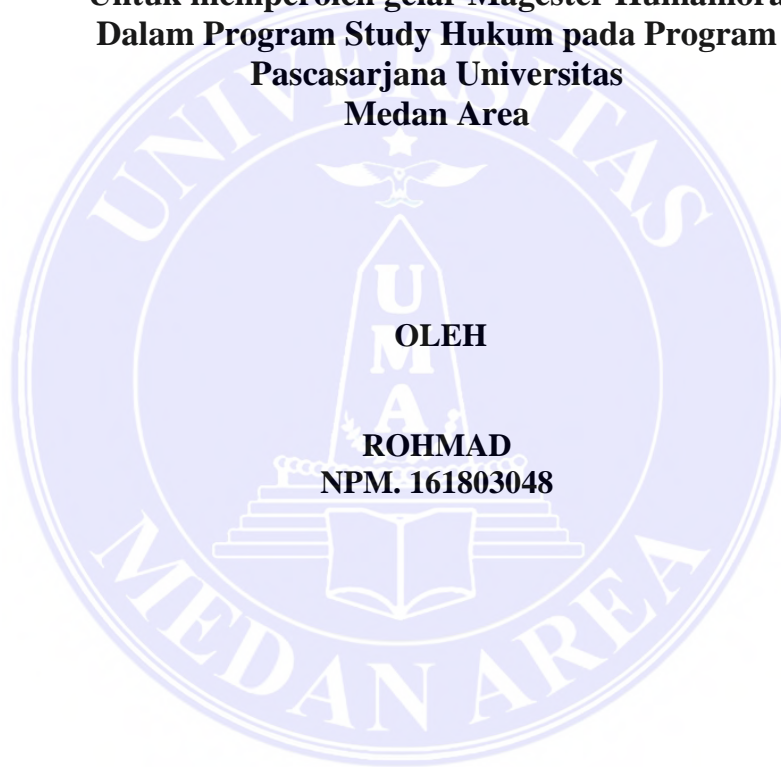 Untuk memperoleh gelar Magester Humaniora
Dalam Program Study Hukum pada Program
Pascasarjana Universitas
Medan Area
UNIVERSITAS
U
M
A
OLEH
ROHMAD
NPM. 161803048
MEDAN AREA